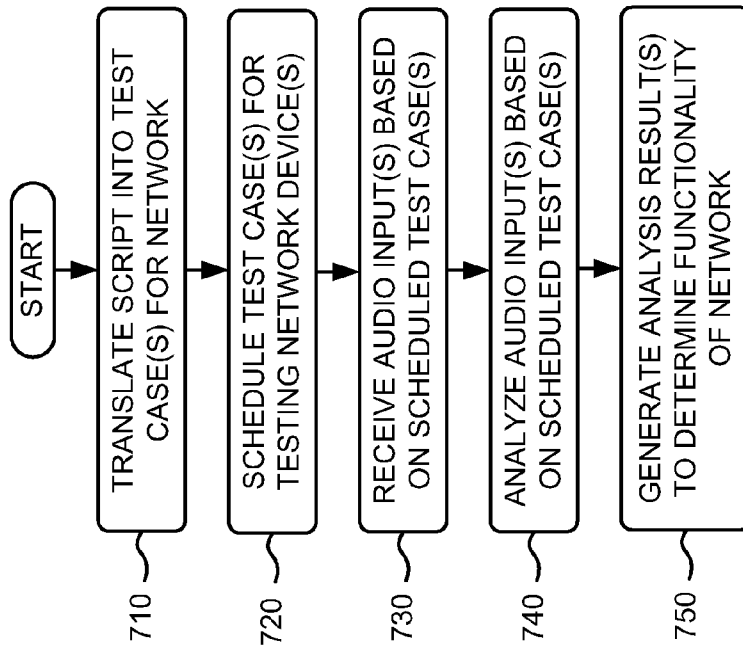 START
TRANSLATE SCRIPT INTO TEST
CASE(S) FOR NETWORK
710
SCHEDULE TEST CASE(S) FOR
TESTING NETWORK DEVICE(S)
720
RECEIVE AUDIO INPUT(S) BASED
ON SCHEDULED TEST CASE(S)
730
ANALYZE AUDIO INPUT(S) BASED
ON SCHEDULED TEST CASE(S)
740
GENERATE ANALYSIS RESULT(S)
TO DETERMINE FUNCTIONALITY
OF NETWORK
750